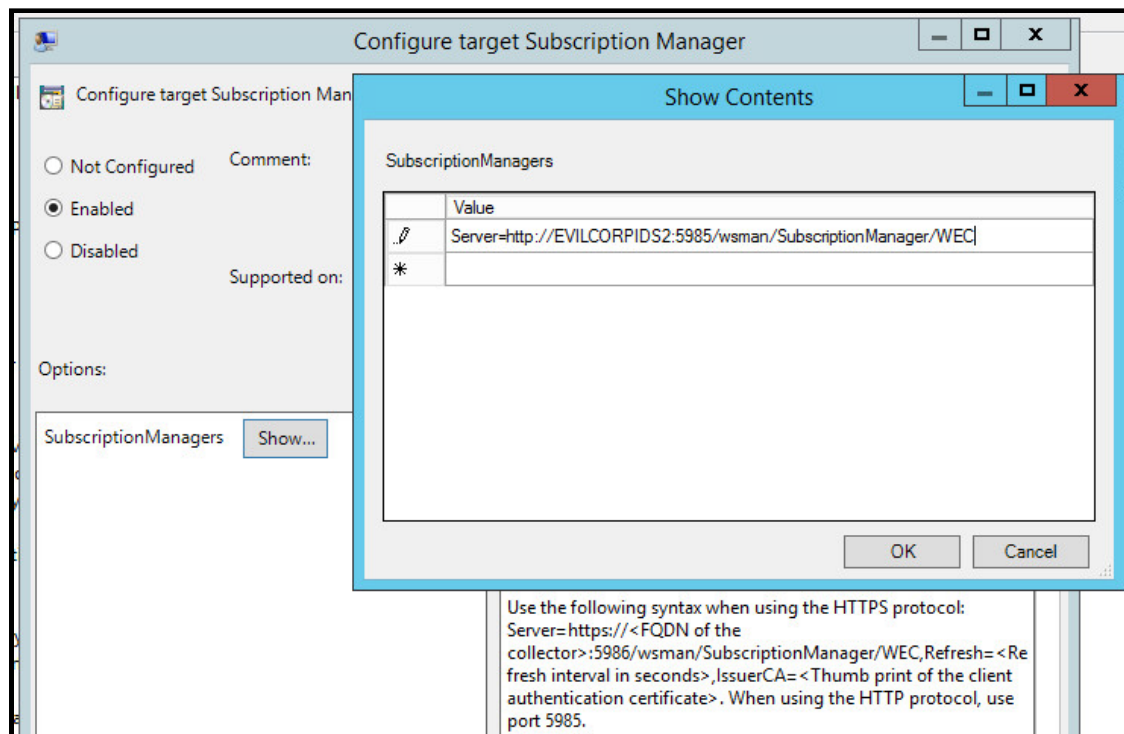 Configure target Subscription Manager
Configure target Subscription Man
Show Contents
Not Configured
Comment:
Enabled
Disabled
Supported on:
SubscriptionManagers
Value
Server=http://EVILCORPIDS2:5985/wsman/SubscriptionManager/WEC
OK
Cancel
Options:
SubscriptionManagers
Show...
Use the following syntax when using the HTTPS protocol:
Server=https://<FQDN of the
collector>:5986/wsman/SubscriptionManager/WEC,Refresh=<Re
fresh interval in seconds>,IssuerCA=<Thumb print of the client
authentication certificate>. When using the HTTP protocol, use
port 5985.